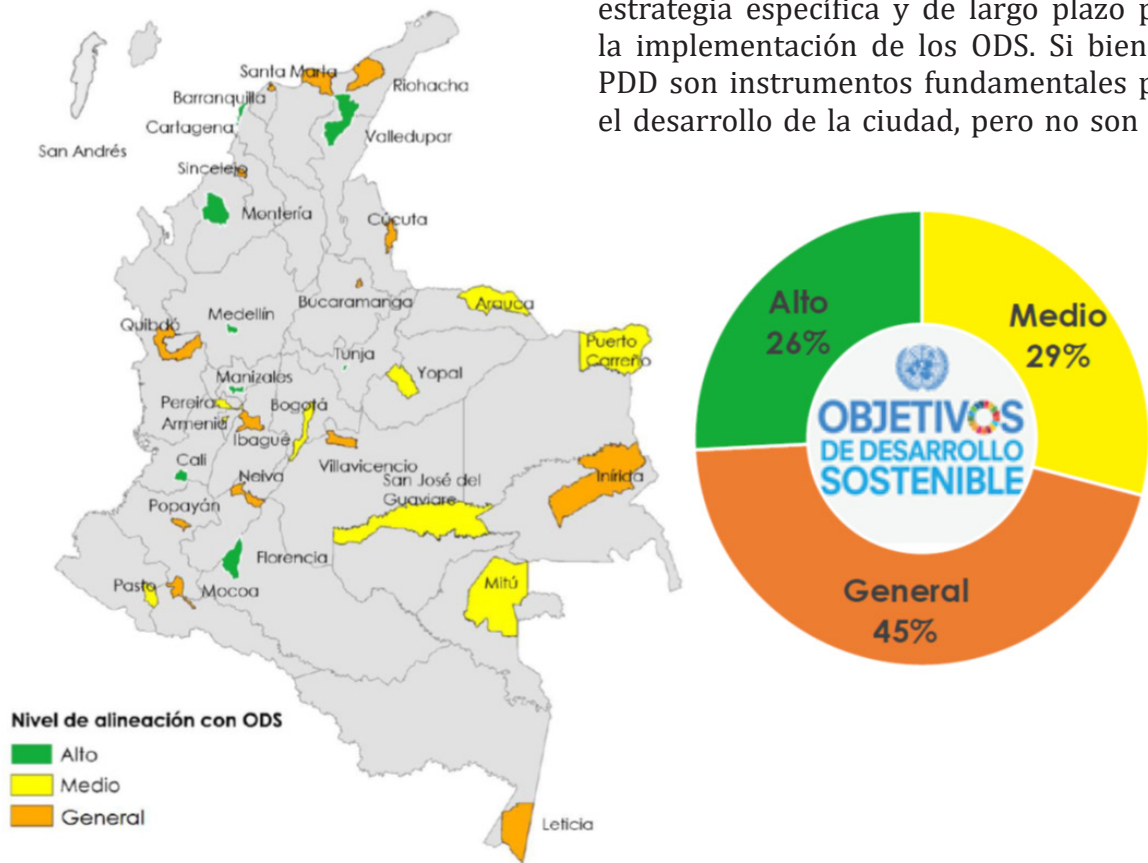 estrategia específica y de largo plazo p
la implementación de los ODS. Si bien
PDD son instrumentos fundamentales p
el desarrollo de la ciudad, pero no son
Santa Marta
Riohacha
Barranquilla
Cartagena
Valledupar
San Andrés
Sincelejo
Montería
Cúcuta
Bucaramanga
Arauca
Quibdó
Medellín
Puerto
Carreño
Tunja
Yopal
Manizales
Pereira
Bogotá
Armenia
Ibagué
Villavicencio
Cali
Neiva
San José del
Guaviare
Inírida
Popayán
Florencia
Pasto
Mocoa
Mitú
Leticia
Nivel de alineación con ODS
Alto
Medio
General
Alto
26%
Medio
29%
OBJETIVOS
DE DESARROLLO
SOSTENIBLE
General
45%